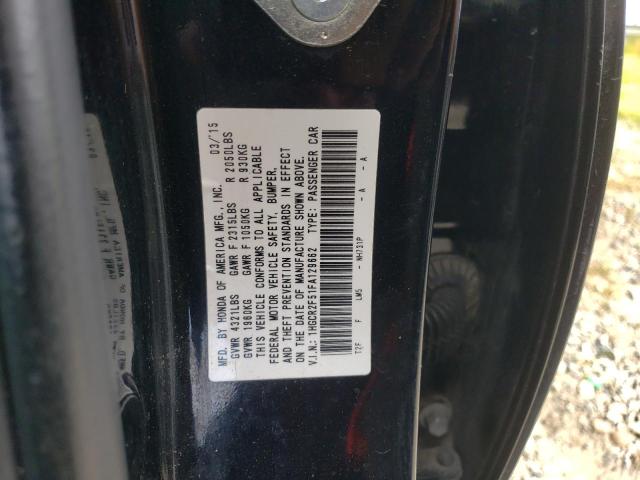 MFD. BY HONDA OF AMERICA MFG., INC. 03/'15
GVWR 4321LBS GAWR F 2315LBS R 2050LBS
GVWR 1960KG GAWR F 1050KG R 930KG
THIS VEHICLE CONFORMS TO ALL APPLICABLE
FEDERAL MOTOR VEHICLE SAFETY, BUMPER,
AND THEFT PREVENTION STANDARDS IN EFFECT
ON THE DATE OF MANUFACTURE SHOWN ABOVE.
V.I.N.: 1HGCR2F51FA129662 TYPE: PASSENGER CAR
T2F F LM5 - NH731P - A - A